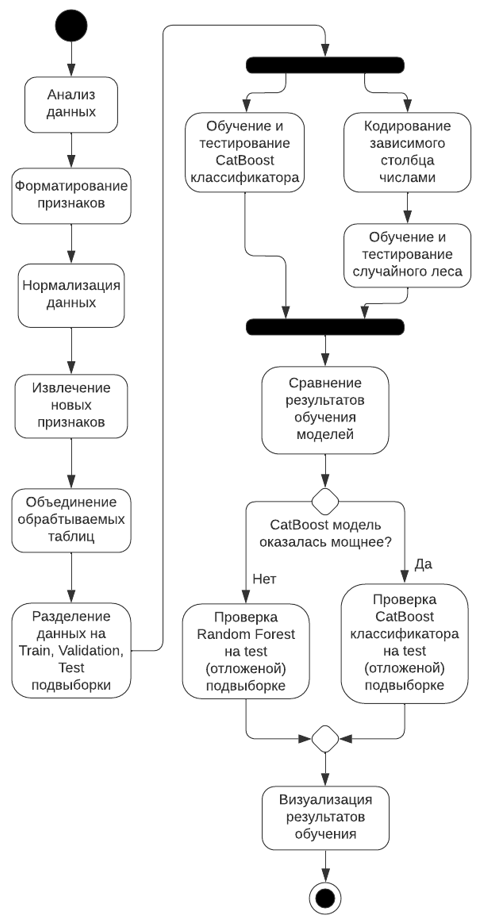 Анализ
данных
Форматирование
признаков
Нормализация
данных
Извлечение
новых
признаков
Объединение
обрабтываемых
таблиц
Разделение
данных на
Train, Validation,
Test
подвыборки
Обучение и
тестирование
CatBoost
классификатора
Кодирование
зависимого
столбца
числами
Обучение и
тестирование
случайного леса
Сравнение
результатов
обучения
моделей
CatBoost модель
оказалась мощнее?
Нет
Да
Проверка
Random Forest
на test
(отложеной)
подвыборке
Проверка
CatBoost
классификатора
на test
(отложеной)
подвыборке
Визуализация
результатов
обучения